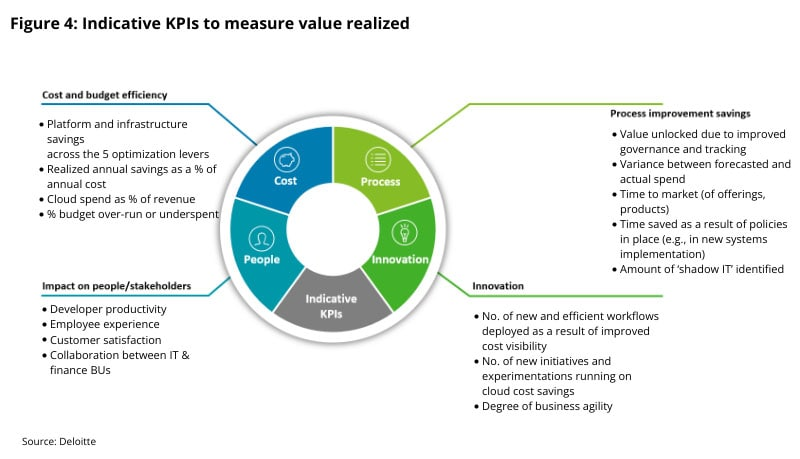 Figure 4: Indicative KPIs to measure value realized
Cost and budget efficiency
• Platform and infrastructure
savings
across the 5 optimization levers
• Realized annual savings as a % of
annual cost
• Cloud spend as % of revenue
• % budget over-run or underspent
Process improvement savings
• Value unlocked due to improved
governance and tracking
• Variance between forecasted and
actual spend
• Time to market (of offerings,
products)
• Time saved as a result of policies
in place (e.g., in new systems
implementation)
• Amount of ‘shadow IT’ identified
Cost
Process
People
Innovation
Indicative
KPIs
Impact on people/stakeholders
• Developer productivity
• Employee experience
• Customer satisfaction
• Collaboration between IT &
finance BUs
Innovation
• No. of new and efficient workflows
deployed as a result of improved
cost visibility
• No. of new initiatives and
experimentations running on
cloud cost savings
• Degree of business agility
Source: Deloitte